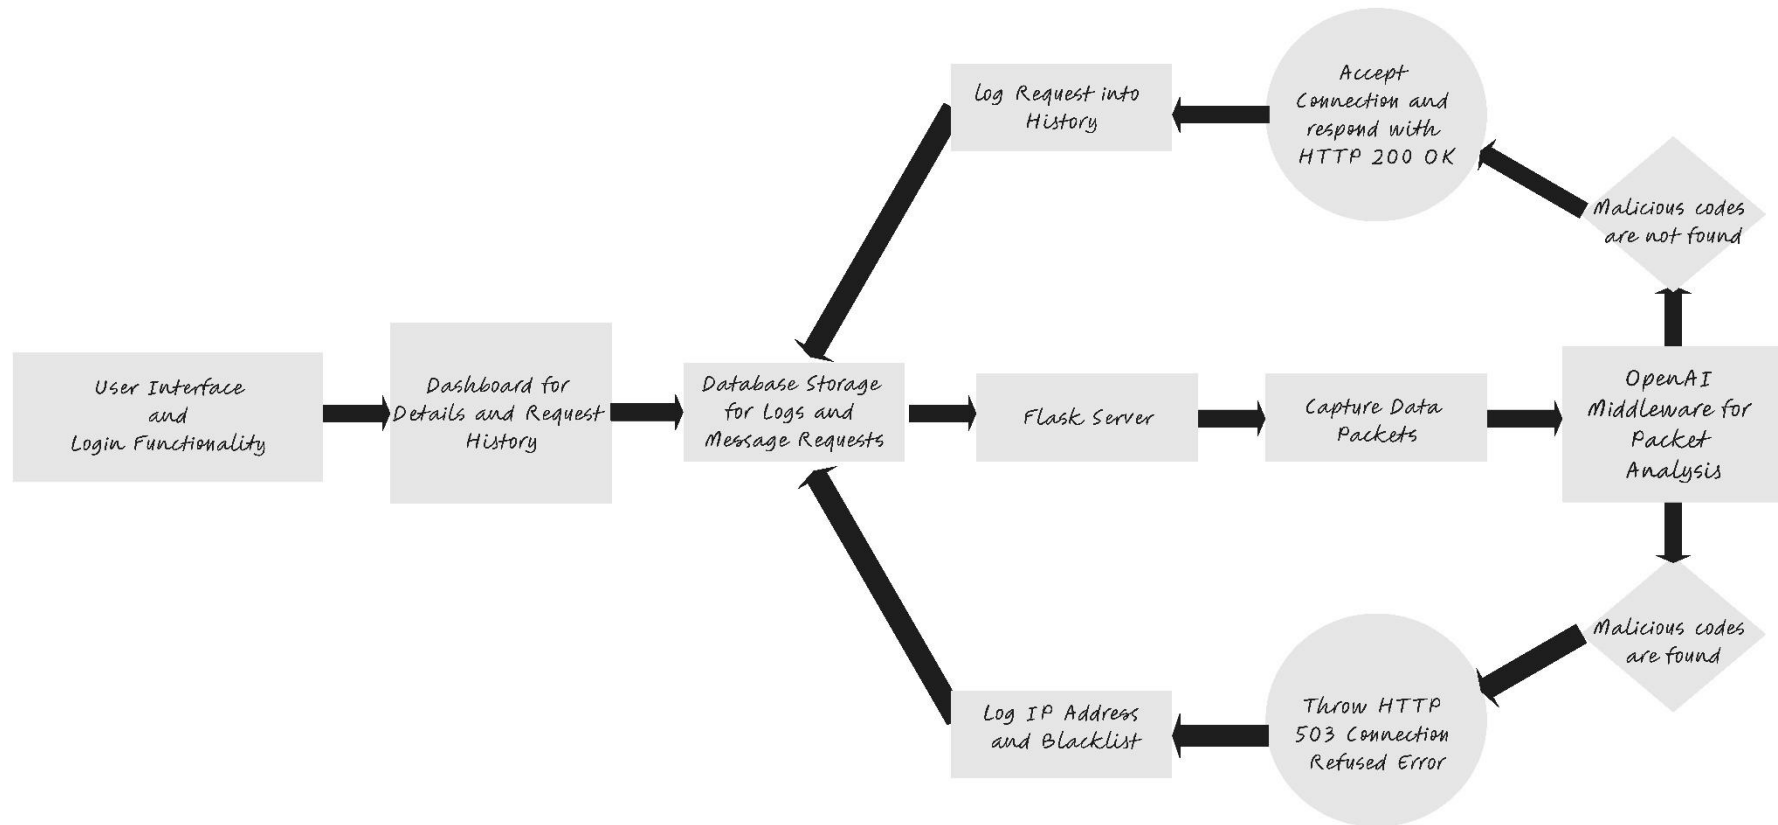 User Interface
and
Login Functionality
Dashboard for
Details and Request
History
Database Storage
for Logs and
Message Requests
Flask Server
Capture Data
Packets
OpenAI
Middleware for
Packet
Analysis
Malicious codes
are not found
Accept
Connection and
respond with
HTTP 200 OK
Log Request into
History
Malicious codes
are found
Throw HTTP
503 Connection
Refused Error
Log IP Address
and Blacklist